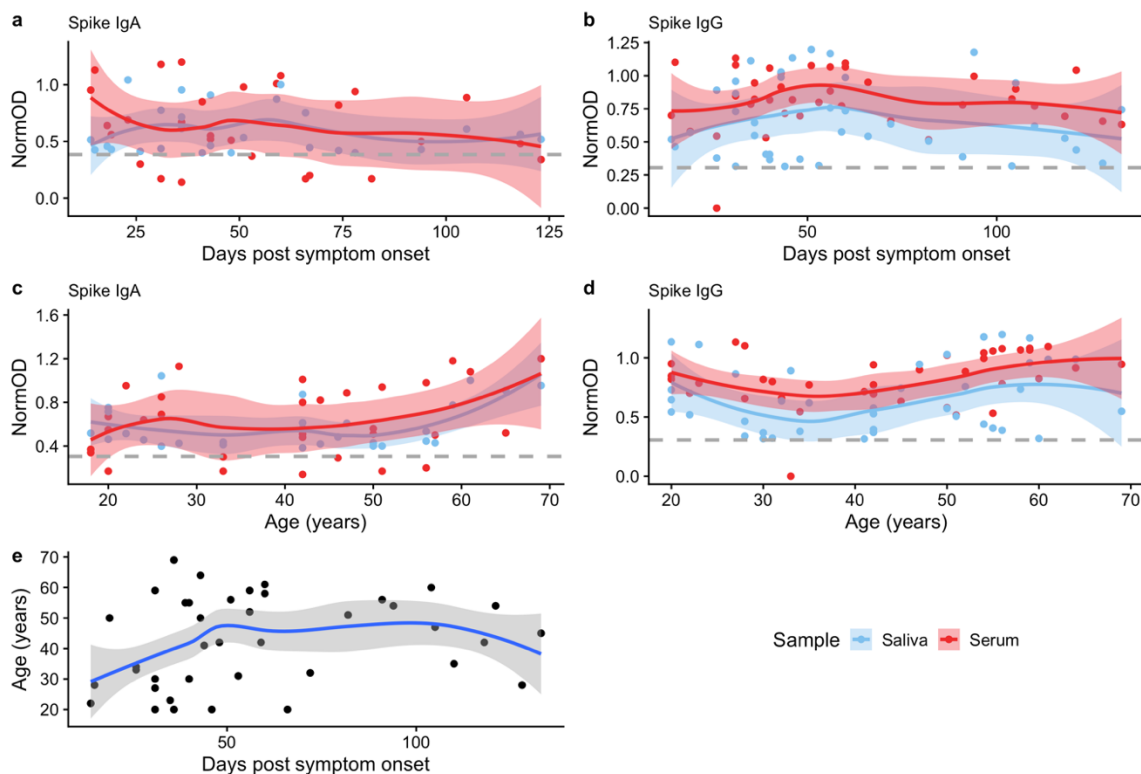 a
Spike IgA
NormOD
1.0
0.5
0.0
25
50
75
100
125
Days post symptom onset
b
Spike IgG
NormOD
1.25
1.00
0.75
0.50
0.25
0.00
50
100
Days post symptom onset
c
Spike IgA
NormOD
1.6
1.2
0.8
0.4
20
30
40
50
60
70
Age (years)
d
Spike IgG
NormOD
1.0
0.5
0.0
20
30
40
50
60
70
Age (years)
e
Age (years)
70
60
50
40
30
20
50
100
Days post symptom onset
Sample
Saliva
Serum